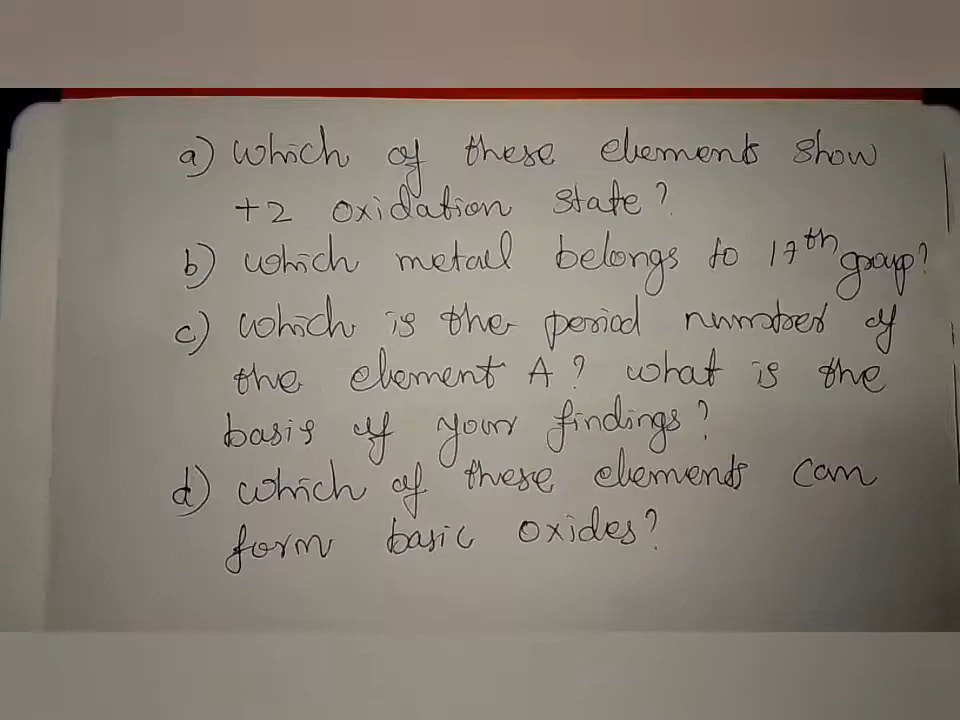 a) which of these elements show
+2 oxidation state?
b) which metal belongs to 17th group?
c) which is the period number of
the element A? what is the
basis of your findings?
d) which of these elements can
form basic oxides?